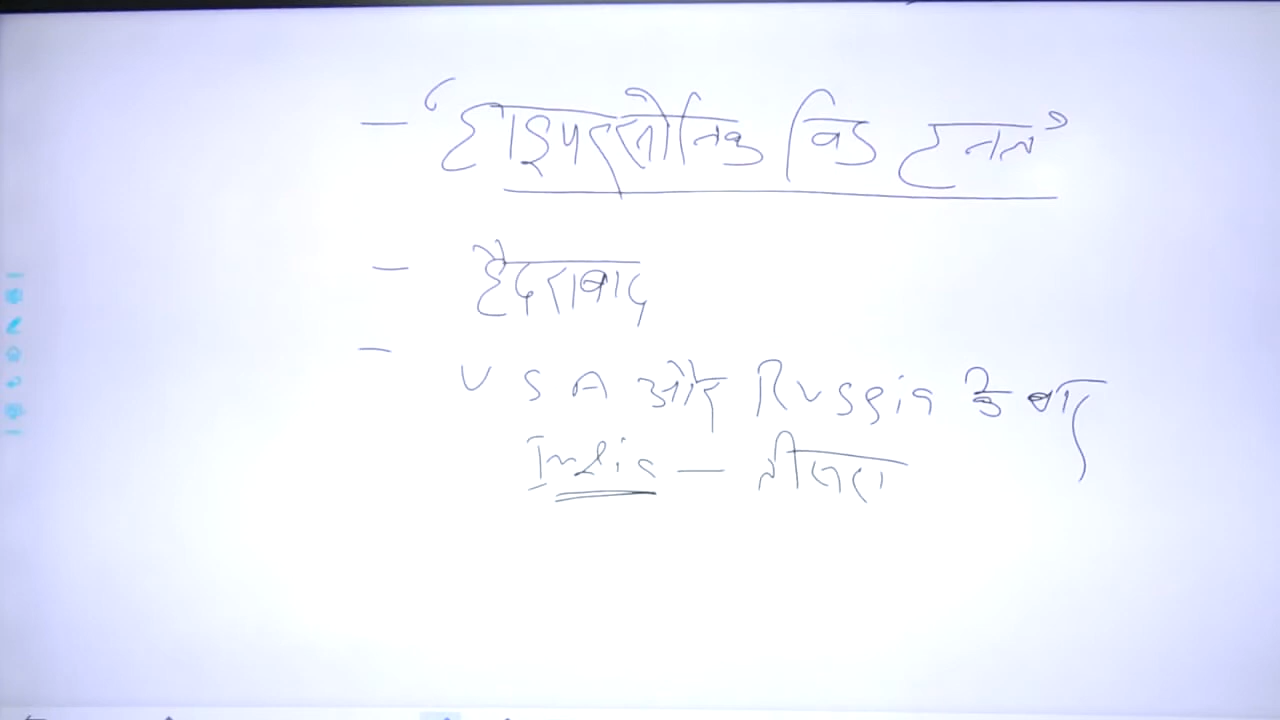 - 'हाइपरसोनिक विंड टनल'
- हैदराबाद
- USA और Russia के बाद
India - तीसरा